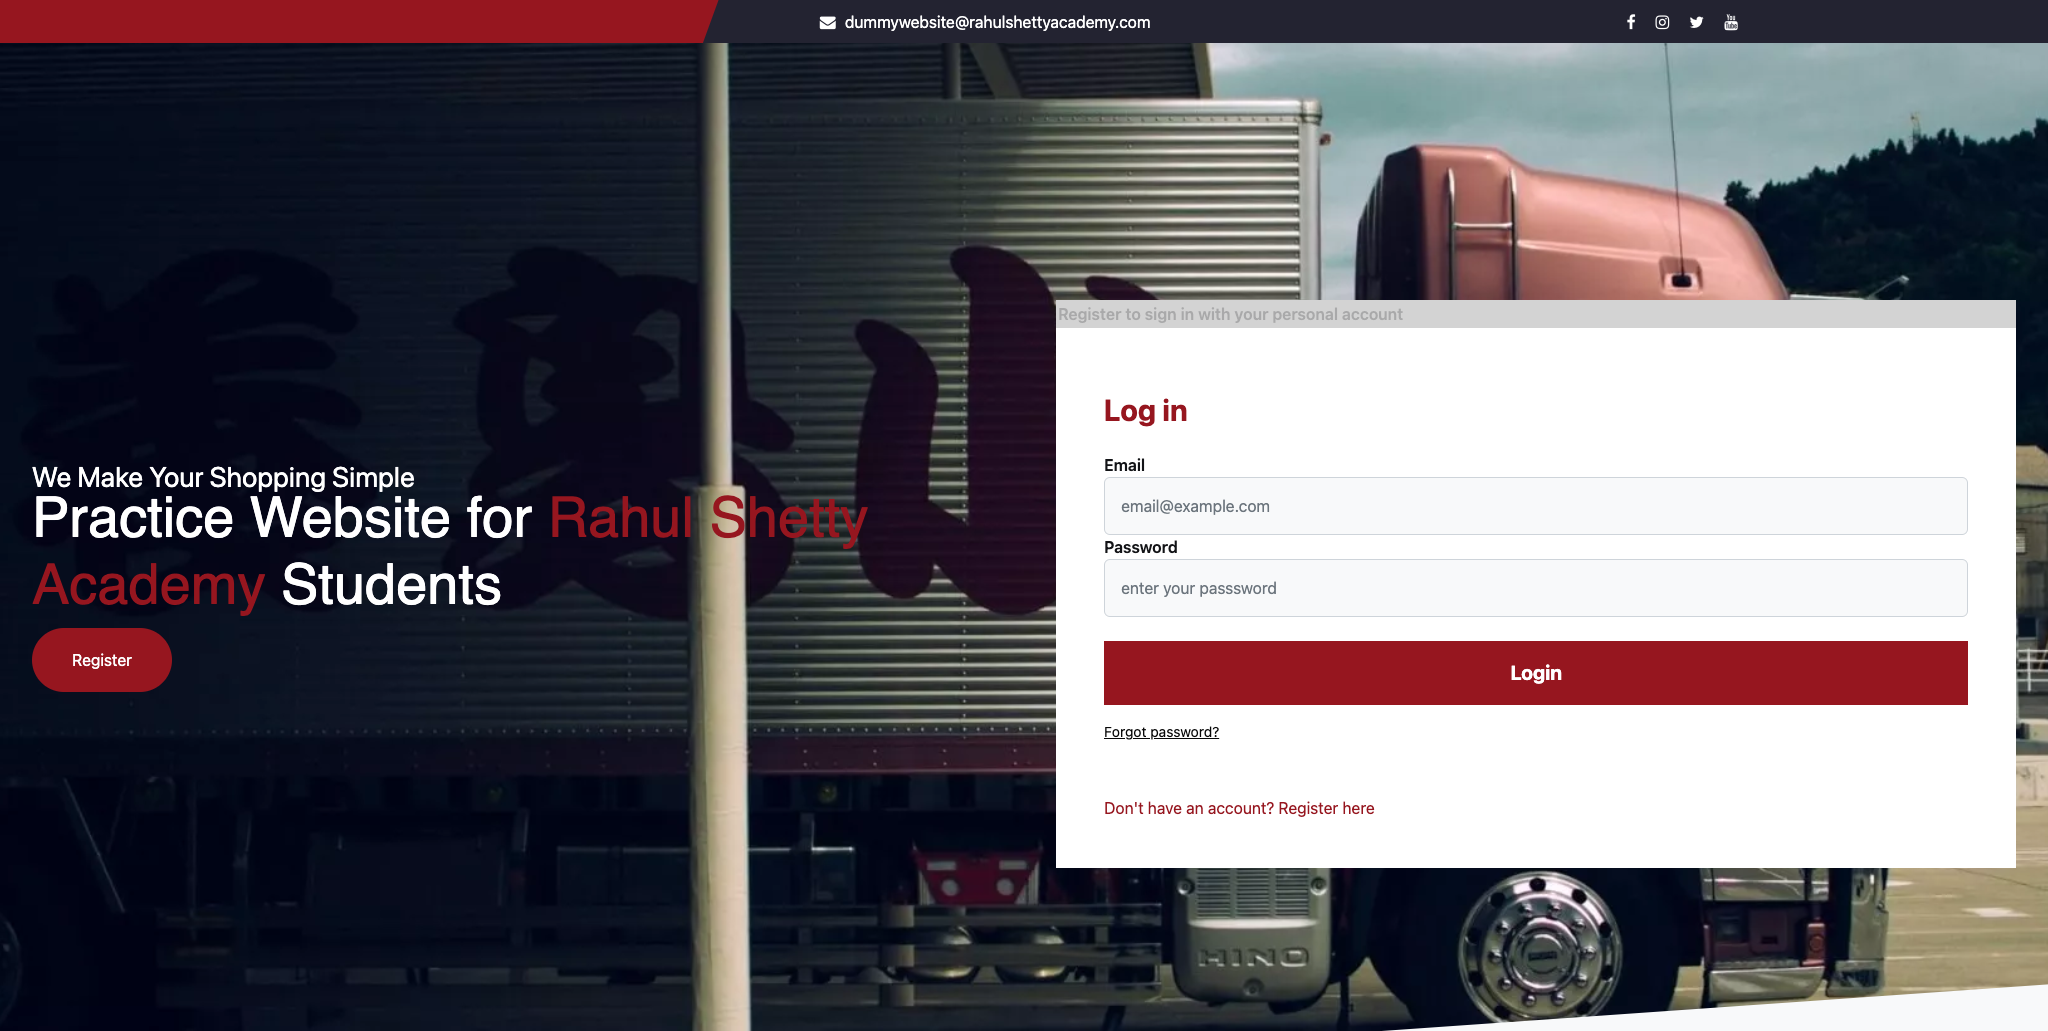 dummywebsite@rahulshettyacademy.com
We Make Your Shopping Simple
Practice Website for Rahul Shetty
Academy Students
Register
Register to sign in with your personal account
Log in
Email
email@example.com
Password
enter your passsword
Login
Forgot password?
Don't have an account? Register here
HINO